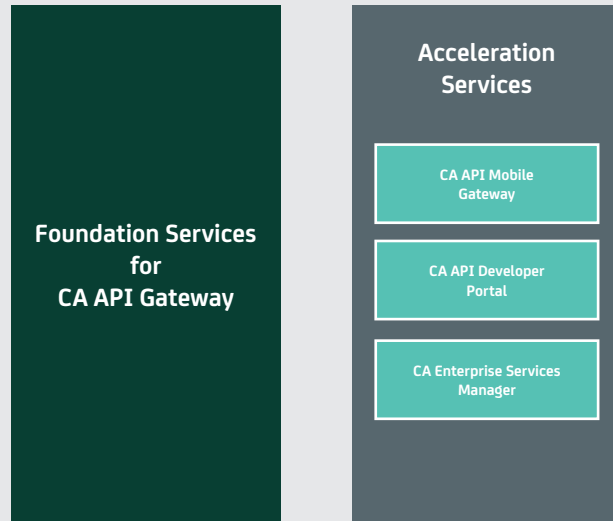 Foundation Services
for
CA API Gateway
Acceleration
Services
CA API Mobile
Gateway
CA API Developer
Portal
CA Enterprise Services
Manager